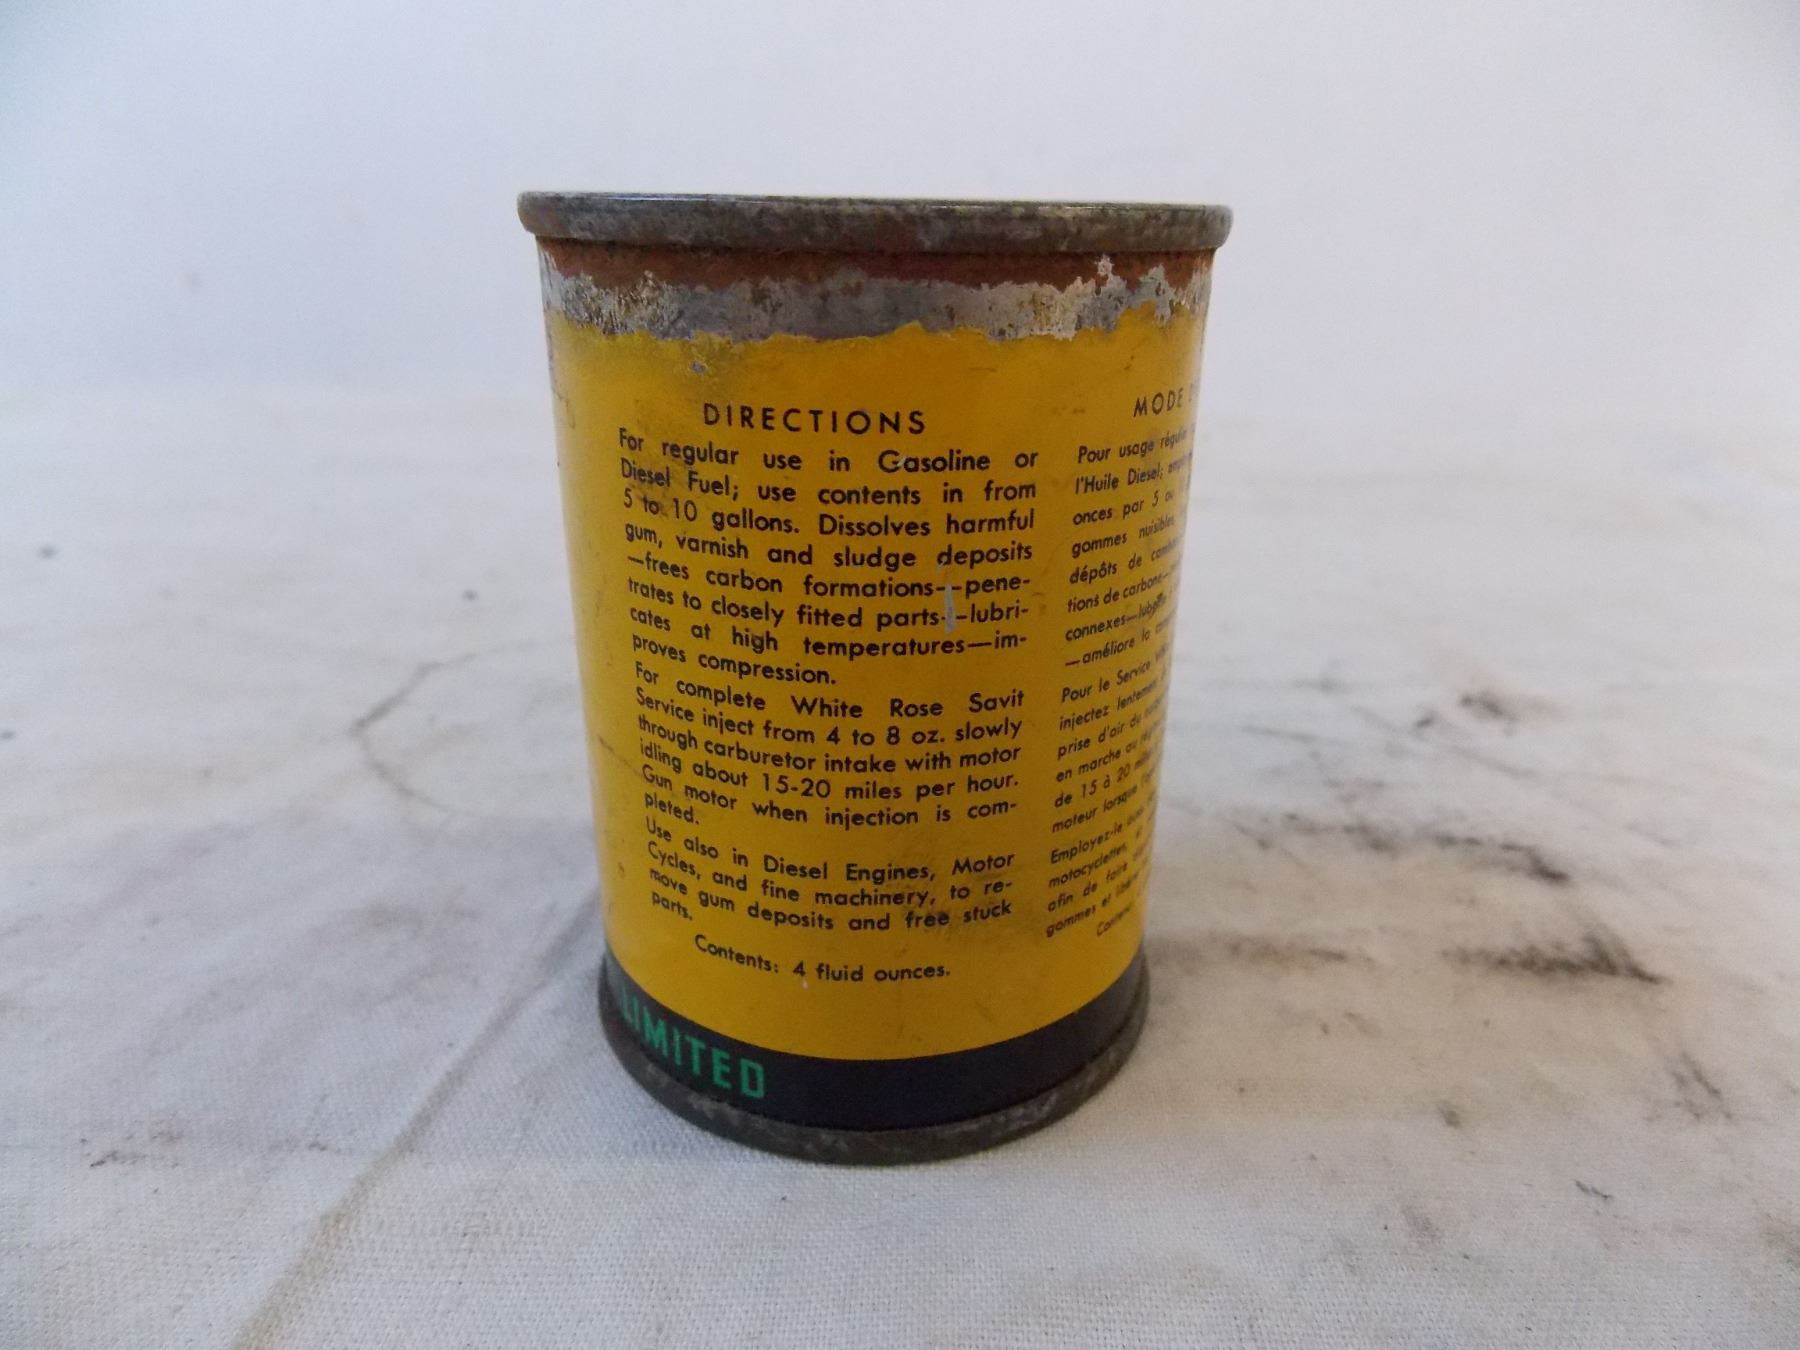 DIRECTIONS
For regular use in Gasoline or
Diesel Fuel; use contents in from
5 to 10 gallons. Dissolves harmful
gum, varnish and sludge deposits
—frees carbon formations—pene-
trates to closely fitted parts—lubri-
cates at high temperatures—im-
proves compression.
For complete White Rose Savit
Service inject from 4 to 8 oz. slowly
through carburetor intake with motor
idling about 15-20 miles per hour.
Gun motor when injection is com-
pleted.
Use also in Diesel Engines, Motor
Cycles, and fine machinery, to re-
move gum deposits and free stuck
parts.
Contents: 4 fluid ounces.
LIMITED
MODE
Pour usage
l'Huile Diesel;
onces par 5 ou
gommes nuisibles,
dépôts de
tions de carbone—
connexes—
—améliore la
Pour le Service
injectez lentement
prise d'air du
en marche au
de 15 à 20
moteur lorsque
Employez-le
motocyclettes,
afin de faire
gommes et